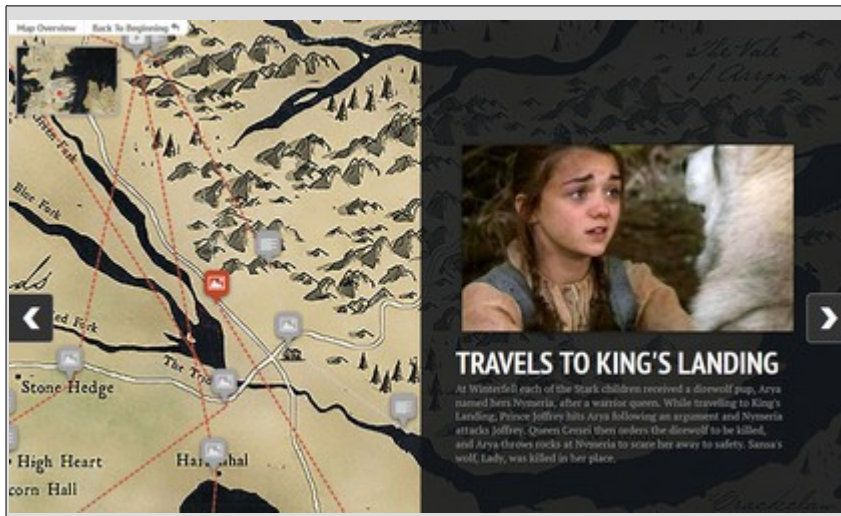 Map Overview
Back To Beginning
The Vale
of Arryn
Green Fork
Blue Fork
Red Fork
The Trid
Stone Hedge
High Heart
Harrenhal
corn Hall
TRAVELS TO KING'S LANDING
At Winterfell each of the Stark children received a direwolf pup, Arya
named hers Nymeria, after a warrior queen. While traveling to King's
Landing, Prince Joffrey hits Arya following an argument and Nymeria
attacks Joffrey. Queen Cersei then orders the direwolf to be killed,
and Arya throws rocks at Nymeria to scare her away to safety. Sansa's
wolf, Lady, was killed in her place.